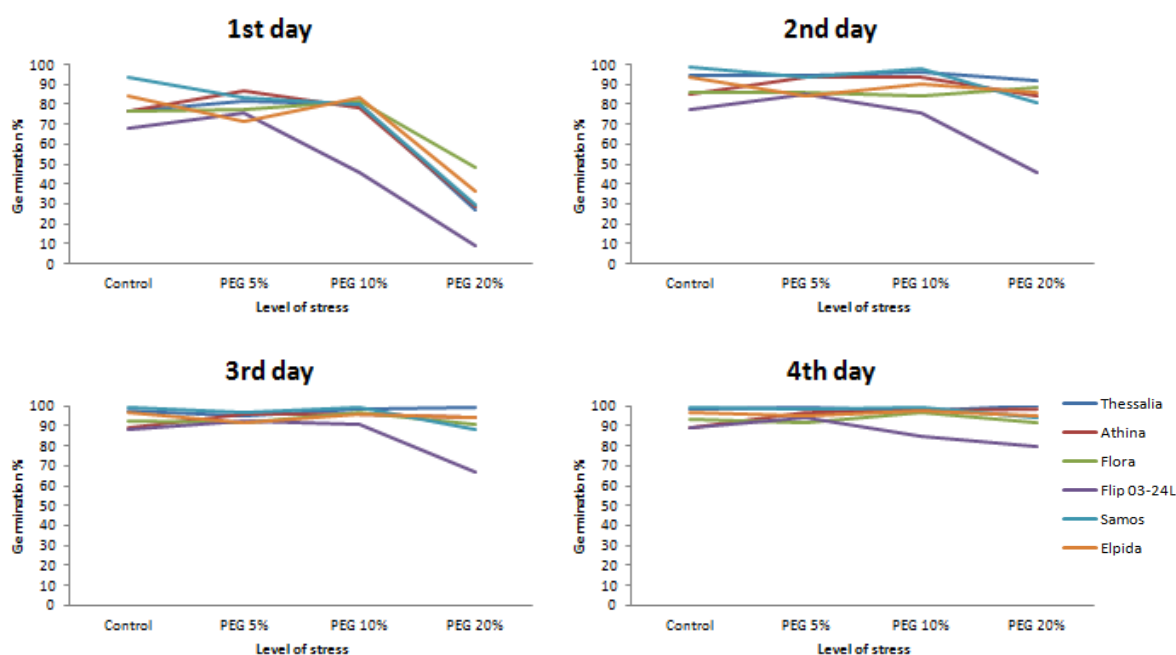 1st day
Germination %
100
90
80
70
60
50
40
30
20
10
0
Control PEG 5% PEG 10% PEG 20%
Level of stress
2nd day
Germination %
100
90
80
70
60
50
40
30
20
10
0
Control PEG 5% PEG 10% PEG 20%
Level of stress
3rd day
Germination %
100
90
80
70
60
50
40
30
20
10
0
Control PEG 5% PEG 10% PEG 20%
Level of stress
4th day
Germination %
100
90
80
70
60
50
40
30
20
10
0
Control PEG 5% PEG 10% PEG 20%
Level of stress
Thessalia
Athina
Flora
Flip 03-24L
Samos
Elpida